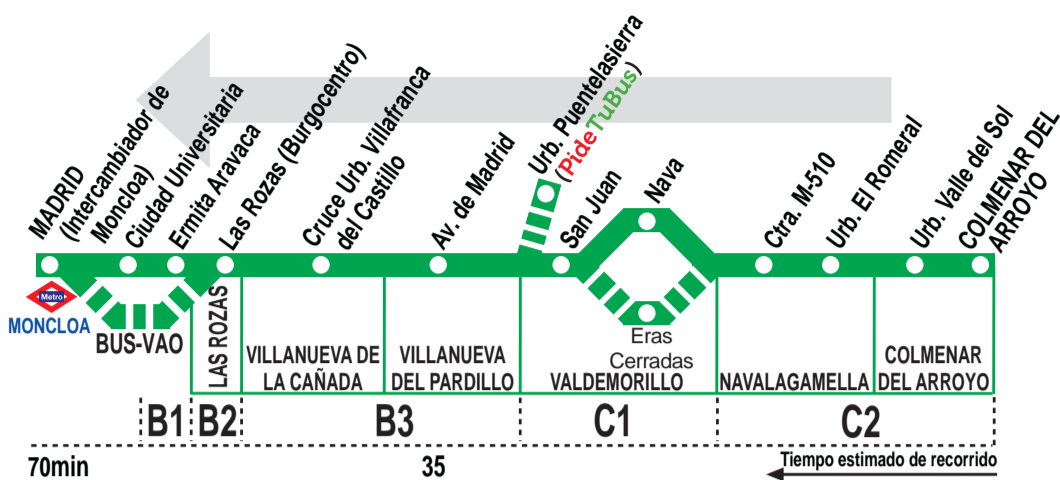 MADRID
(Intercambiador de
Moncloa)
Ciudad Universitaria
Ermita Aravaca
Las Rozas (Burgocentro)
Cruce Urb. Villafranca
del Castillo
Av. de Madrid
Urb. Puentelasierra
(PideTuBus)
San Juan
Nava
Ctra. M-510
Urb. El Romeral
Urb. Valle del Sol
COLMENAR DEL
ARROYO
Metro
MONCLOA
BUS-VAO
Eras
Cerradas
LAS ROZAS
VILLANUEVA DE
LA CAÑADA
VILLANUEVA
DEL PARDILLO
VALDEMORILLO
NAVALAGAMELLA
COLMENAR
DEL ARROYO
B1
B2
B3
C1
C2
70min
35
Tiempo estimado de recorrido